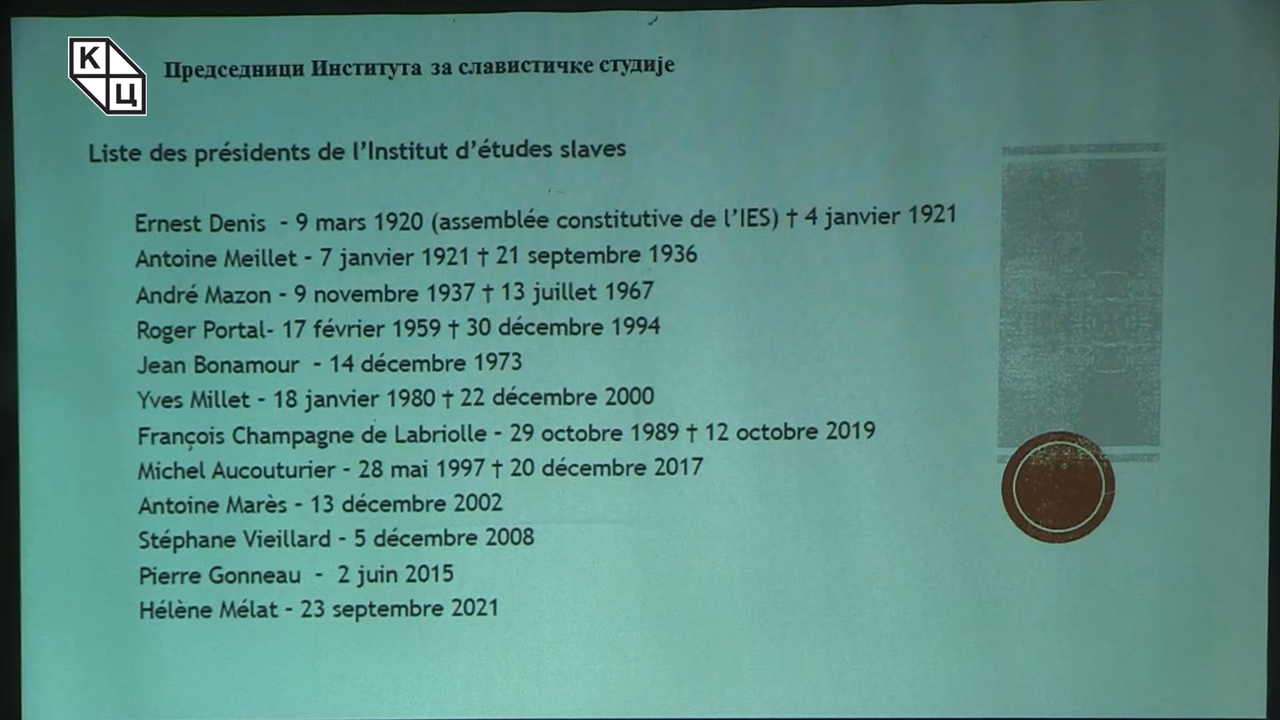 К
Ц
Председници Института за славистичке студије
Liste des présidents de l’Institut d’études slaves
Ernest Denis - 9 mars 1920 (assemblée constitutive de l’IES) † 4 janvier 1921
Antoine Meillet - 7 janvier 1921 † 21 septembre 1936
André Mazon - 9 novembre 1937 † 13 juillet 1967
Roger Portal- 17 février 1959 † 30 décembre 1994
Jean Bonamour - 14 décembre 1973
Yves Millet - 18 janvier 1980 † 22 décembre 2000
François Champagne de Labriolle - 29 octobre 1989 † 12 octobre 2019
Michel Aucouturier - 28 mai 1997 † 20 décembre 2017
Antoine Marès - 13 décembre 2002
Stéphane Vieillard - 5 décembre 2008
Pierre Gonneau - 2 juin 2015
Hélène Mélat - 23 septembre 2021